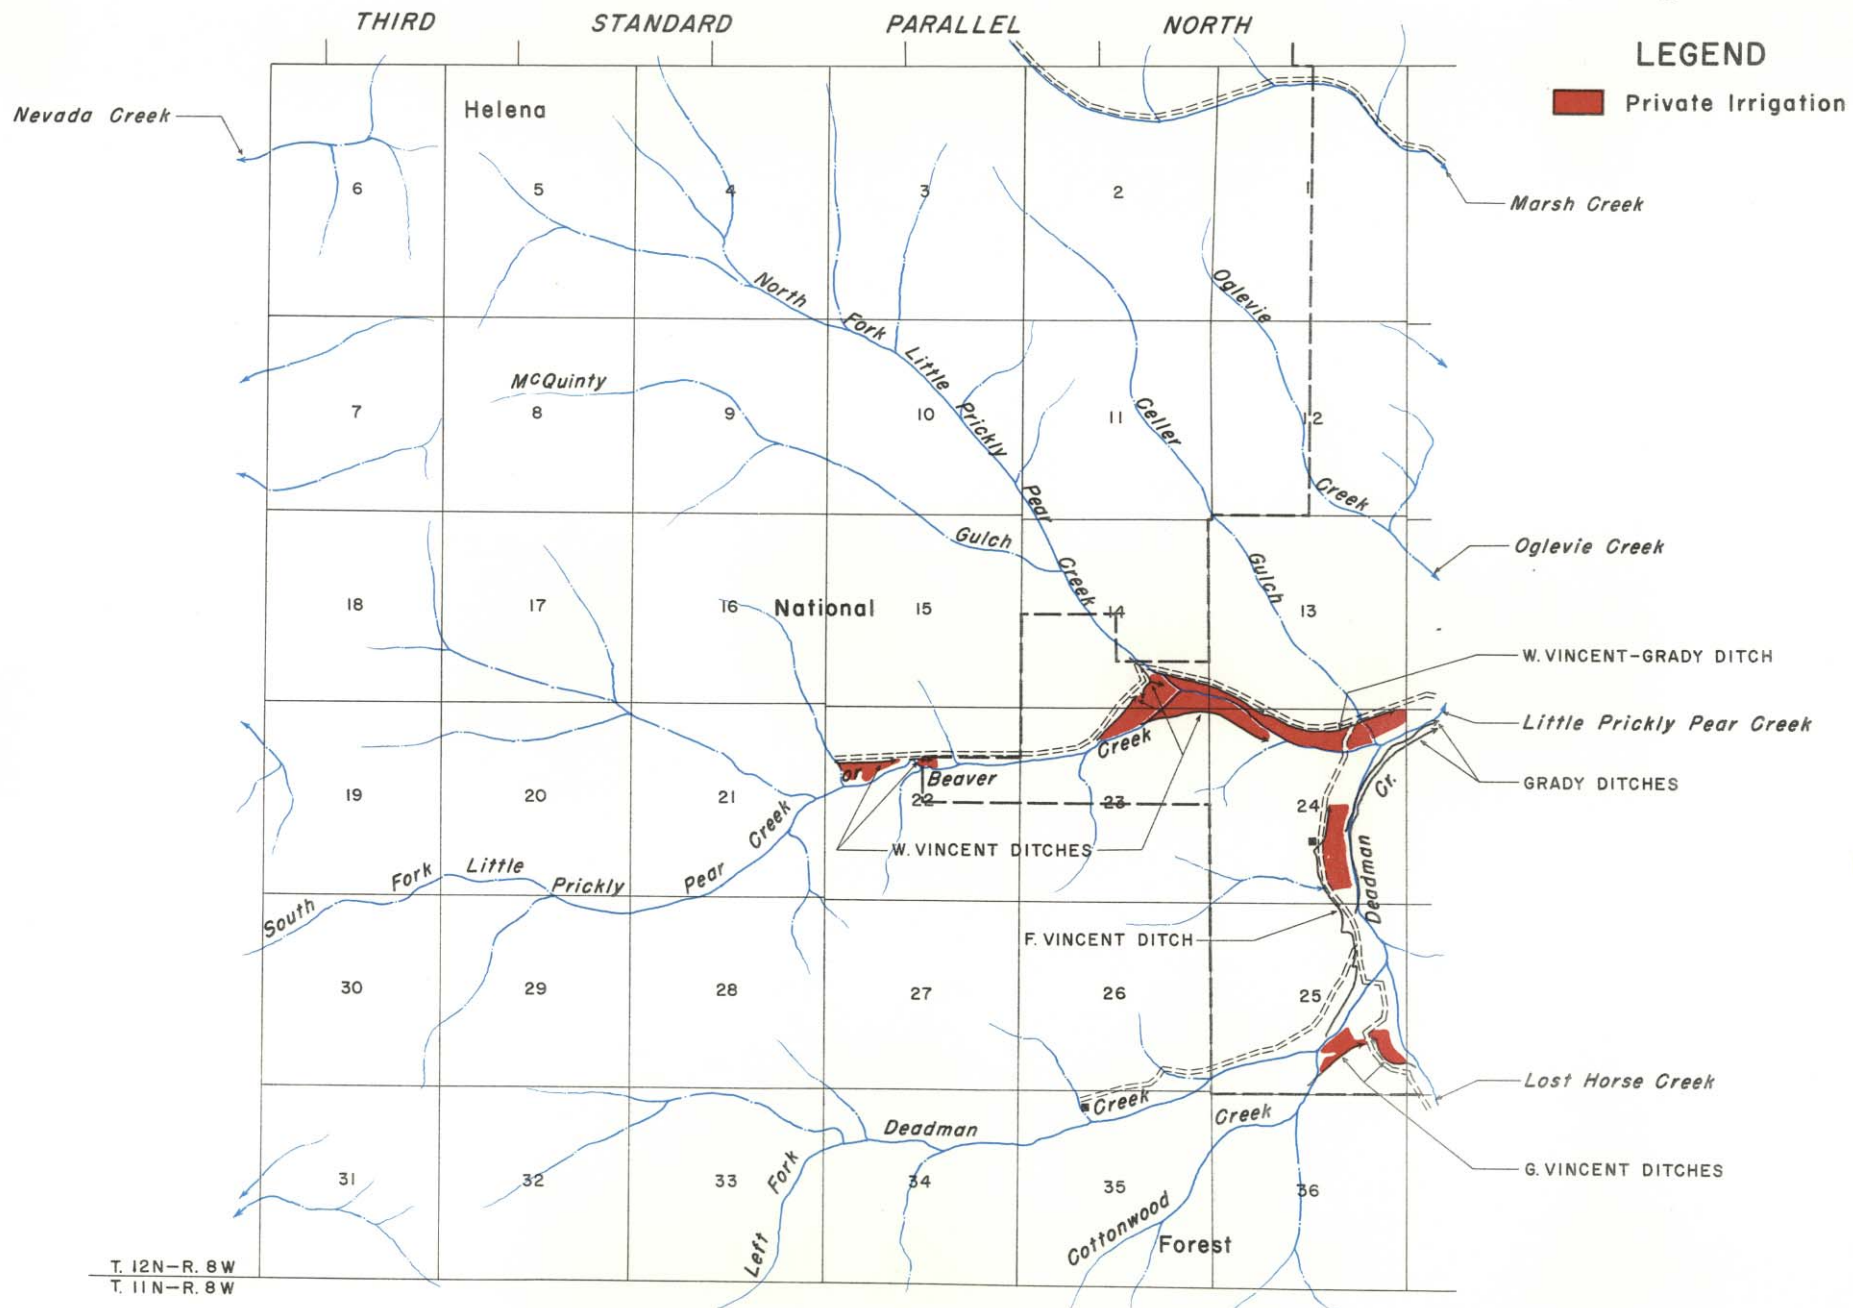 THIRD STANDARD PARALLEL NORTH
LEGEND
Private Irrigation
Nevada Creek
Helena
6 5 4 3 2 1
Marsh Creek
North Fork Little Prickly Pear Creek
Oglevie Creek
McQuinty Gulch
Celler Gulch
7 8 9 10 11 12
Oglevie Creek
18 17 16 National 15 14 13
W. VINCENT-GRADY DITCH
Little Prickly Pear Creek
GRADY DITCHES
or Beaver Creek
19 20 21 22 23 24
W. VINCENT DITCHES
South Fork Little Prickly Pear Creek
Deadman Cr.
F. VINCENT DITCH
30 29 28 27 26 25
Lost Horse Creek
Left Fork Deadman Creek
Cottonwood Creek
G. VINCENT DITCHES
31 32 33 34 35 36
Forest
T. 12N-R. 8W
T. 11N-R. 8W